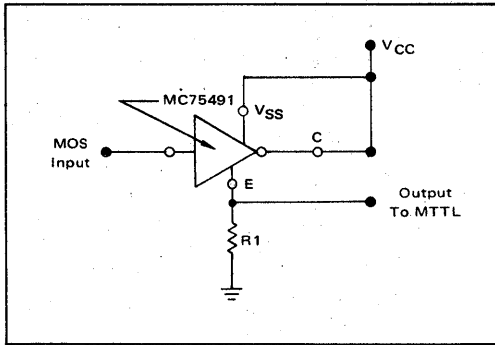 VCC
MC75491
VSS
MOS
Input
C
E
Output
To MTTL
R1